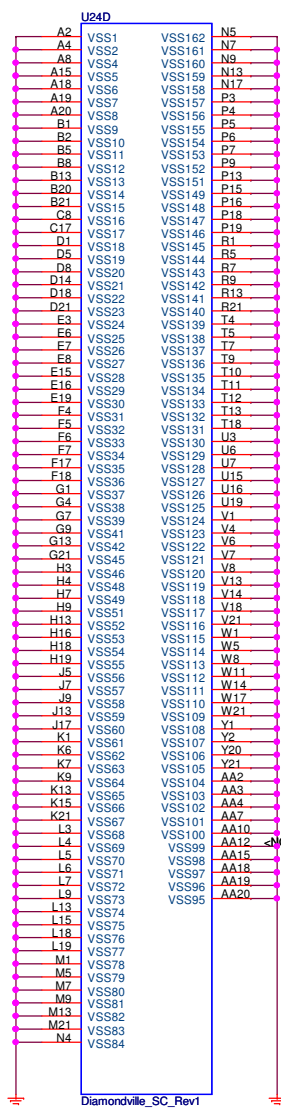 U24D
A2 VSS1 VSS162 N5
A4 VSS2 VSS161 N7
A8 VSS4 VSS160 N9
A15 VSS5 VSS159 N13
A18 VSS6 VSS158 N17
A19 VSS7 VSS157 P3
A20 VSS8 VSS156 P4
B1 VSS9 VSS155 P5
B2 VSS10 VSS154 P6
B5 VSS11 VSS153 P7
B8 VSS12 VSS152 P9
B13 VSS13 VSS151 P13
B20 VSS14 VSS149 P15
B21 VSS15 VSS148 P16
C8 VSS16 VSS147 P18
C17 VSS17 VSS146 P19
D1 VSS18 VSS145 R1
D5 VSS19 VSS144 R5
D8 VSS20 VSS143 R7
D14 VSS21 VSS142 R9
D18 VSS22 VSS141 R13
D21 VSS23 VSS140 R21
E3 VSS24 VSS139 T4
E6 VSS25 VSS138 T5
E7 VSS26 VSS137 T7
E8 VSS27 VSS136 T9
E15 VSS28 VSS135 T10
E16 VSS29 VSS134 T11
E19 VSS30 VSS133 T12
F4 VSS31 VSS132 T13
F5 VSS32 VSS131 T18
F6 VSS33 VSS130 U3
F7 VSS34 VSS129 U6
F17 VSS35 VSS128 U7
F18 VSS36 VSS127 U15
G1 VSS37 VSS126 U16
G4 VSS38 VSS125 U19
G7 VSS39 VSS124 V1
G9 VSS41 VSS123 V4
G13 VSS42 VSS122 V6
G21 VSS45 VSS121 V7
H3 VSS46 VSS120 V8
H4 VSS48 VSS119 V13
H7 VSS49 VSS118 V14
H9 VSS51 VSS117 V18
H13 VSS52 VSS116 V21
H16 VSS53 VSS115 W1
H18 VSS54 VSS114 W5
H19 VSS55 VSS113 W8
J5 VSS56 VSS112 W11
J7 VSS57 VSS111 W14
J9 VSS58 VSS110 W17
J13 VSS59 VSS109 W21
J17 VSS60 VSS108 Y1
K1 VSS61 VSS107 Y2
K6 VSS62 VSS106 Y20
K7 VSS63 VSS105 Y21
K9 VSS64 VSS104 AA2
K13 VSS65 VSS103 AA3
K15 VSS66 VSS102 AA4
K21 VSS67 VSS101 AA7
L3 VSS68 VSS100 AA10
L4 VSS69 VSS99 AA12
L5 VSS70 VSS98 AA15
L6 VSS71 VSS97 AA18
L7 VSS72 VSS96 AA19
L9 VSS73 VSS95 AA20
L13 VSS74
L15 VSS75
L18 VSS76
L19 VSS77
M1 VSS78
M5 VSS79
M7 VSS80
M9 VSS81
M13 VSS82
M21 VSS83
N4 VSS84
Diamondville_SC_Rev1